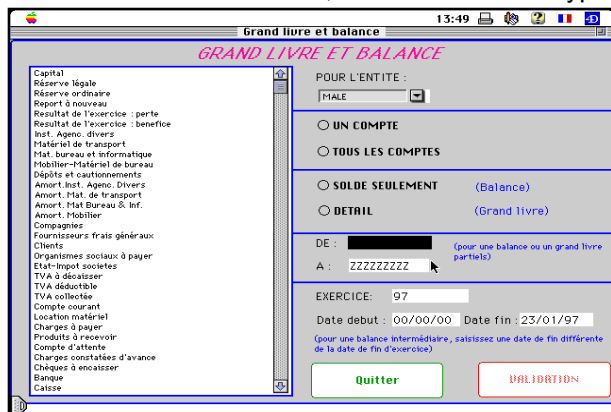 13:49
Grand livre et balance
GRAND LIVRE ET BALANCE
Capital
Réserve légale
Réserve ordinaire
Report à nouveau
Resultat de l'exercice : perte
Resultat de l'exercice : benefice
Inst. Agenc. divers
Matériel de transport
Mat. bureau et informatique
Mobilier-Matériel de bureau
Dépôts et cautionnements
Amort.Inst. Agenc. Divers
Amort. Mat. de transport
Amort. Mat Bureau & Inf.
Amort. Mobilier
Compagnies
Fournisseurs frais généraux
Clients
Organismes sociaux à payer
Etat-Impot societes
TVA à décaisser
TVA déductible
TVA collectée
Compte courant
Location matériel
Charges à payer
Produits à recevoir
Compte d'attente
Charges constatées d'avance
Chèques à encaisser
Banque
Caisse
POUR L'ENTITE :
MALE
UN COMPTE
TOUS LES COMPTES
SOLDE SEULEMENT (Balance)
DETAIL (Grand livre)
DE :
(pour une balance ou un grand livre
partiels)
A : ZZZZZZZZZ
EXERCICE: 97
Date debut : 00/00/00 Date fin : 23/01/97
(pour une balance intermédiaire, saisissez une date de fin différente
de la date de fin d'exercice)
Quitter
VALIDATION